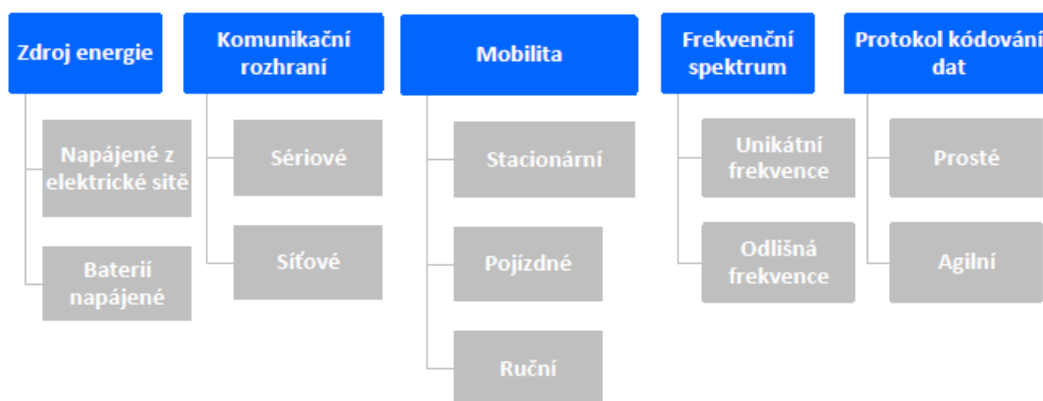 Zdroj energie
Napájené z
elektrické sítě
Baterií
napájené
Komunikační
rozhraní
Sériové
Síťové
Mobilita
Stacionární
Pojízdné
Ruční
Frekvenční
spektrum
Unikátní
frekvence
Odlišná
frekvence
Protokol kódování
dat
Prosté
Agilní